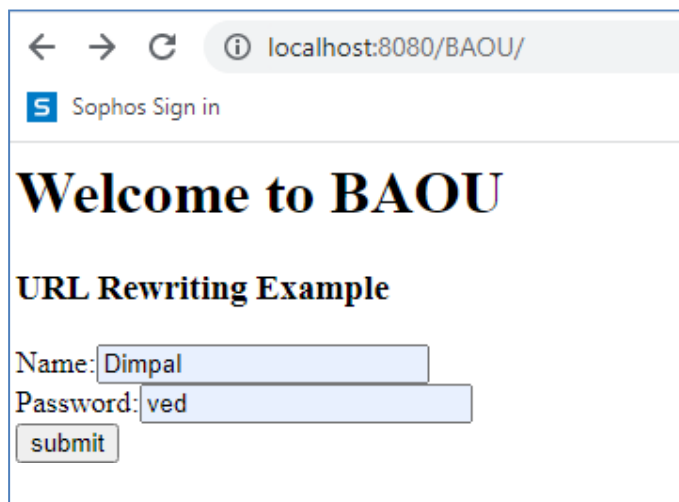 localhost:8080/BAOU/
S Sophos Sign in
Welcome to BAOU
URL Rewriting Example
Name: Dimpal
Password: ved
submit